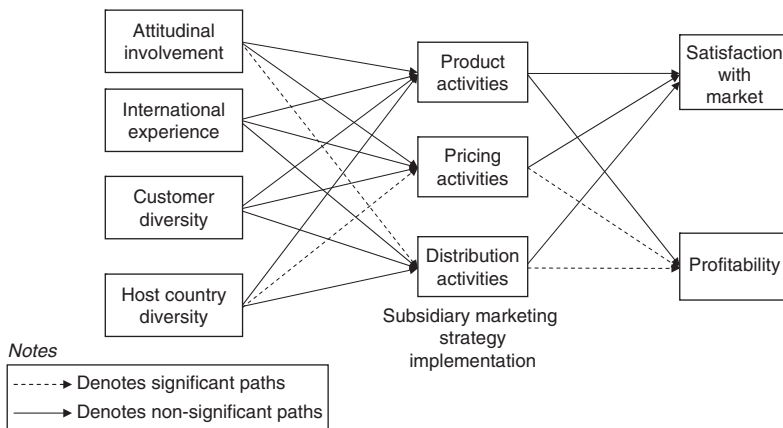 Attitudinal
involvement
International
experience
Customer
diversity
Host country
diversity
Product
activities
Pricing
activities
Distribution
activities
Subsidiary marketing
strategy
implementation
Satisfaction
with
market
Profitability
Notes
Denotes significant paths
Denotes non-significant paths